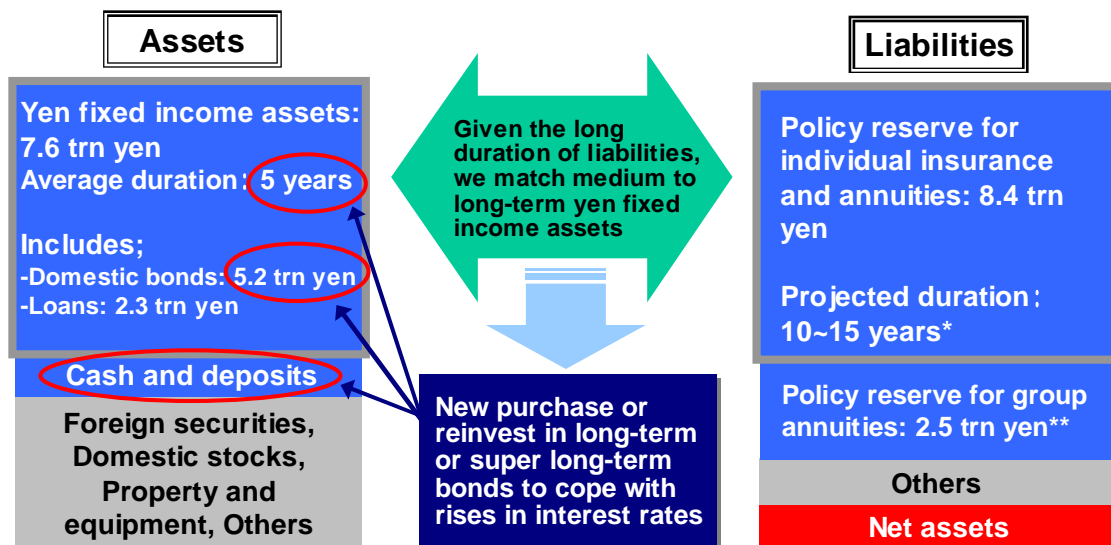 Assets
Yen fixed income assets:
7.6 trn yen
Average duration: 5 years
Includes;
-Domestic bonds: 5.2 trn yen
-Loans: 2.3 trn yen
Cash and deposits
Foreign securities,
Domestic stocks,
Property and
equipment, Others
Given the long
duration of liabilities,
we match medium to
long-term yen fixed
income assets
New purchase or
reinvest in long-term
or super long-term
bonds to cope with
rises in interest rates
Liabilities
Policy reserve for
individual insurance
and annuities: 8.4 trn
yen
Projected duration:
10~15 years*
Policy reserve for group
annuities: 2.5 trn yen**
Others
Net assets